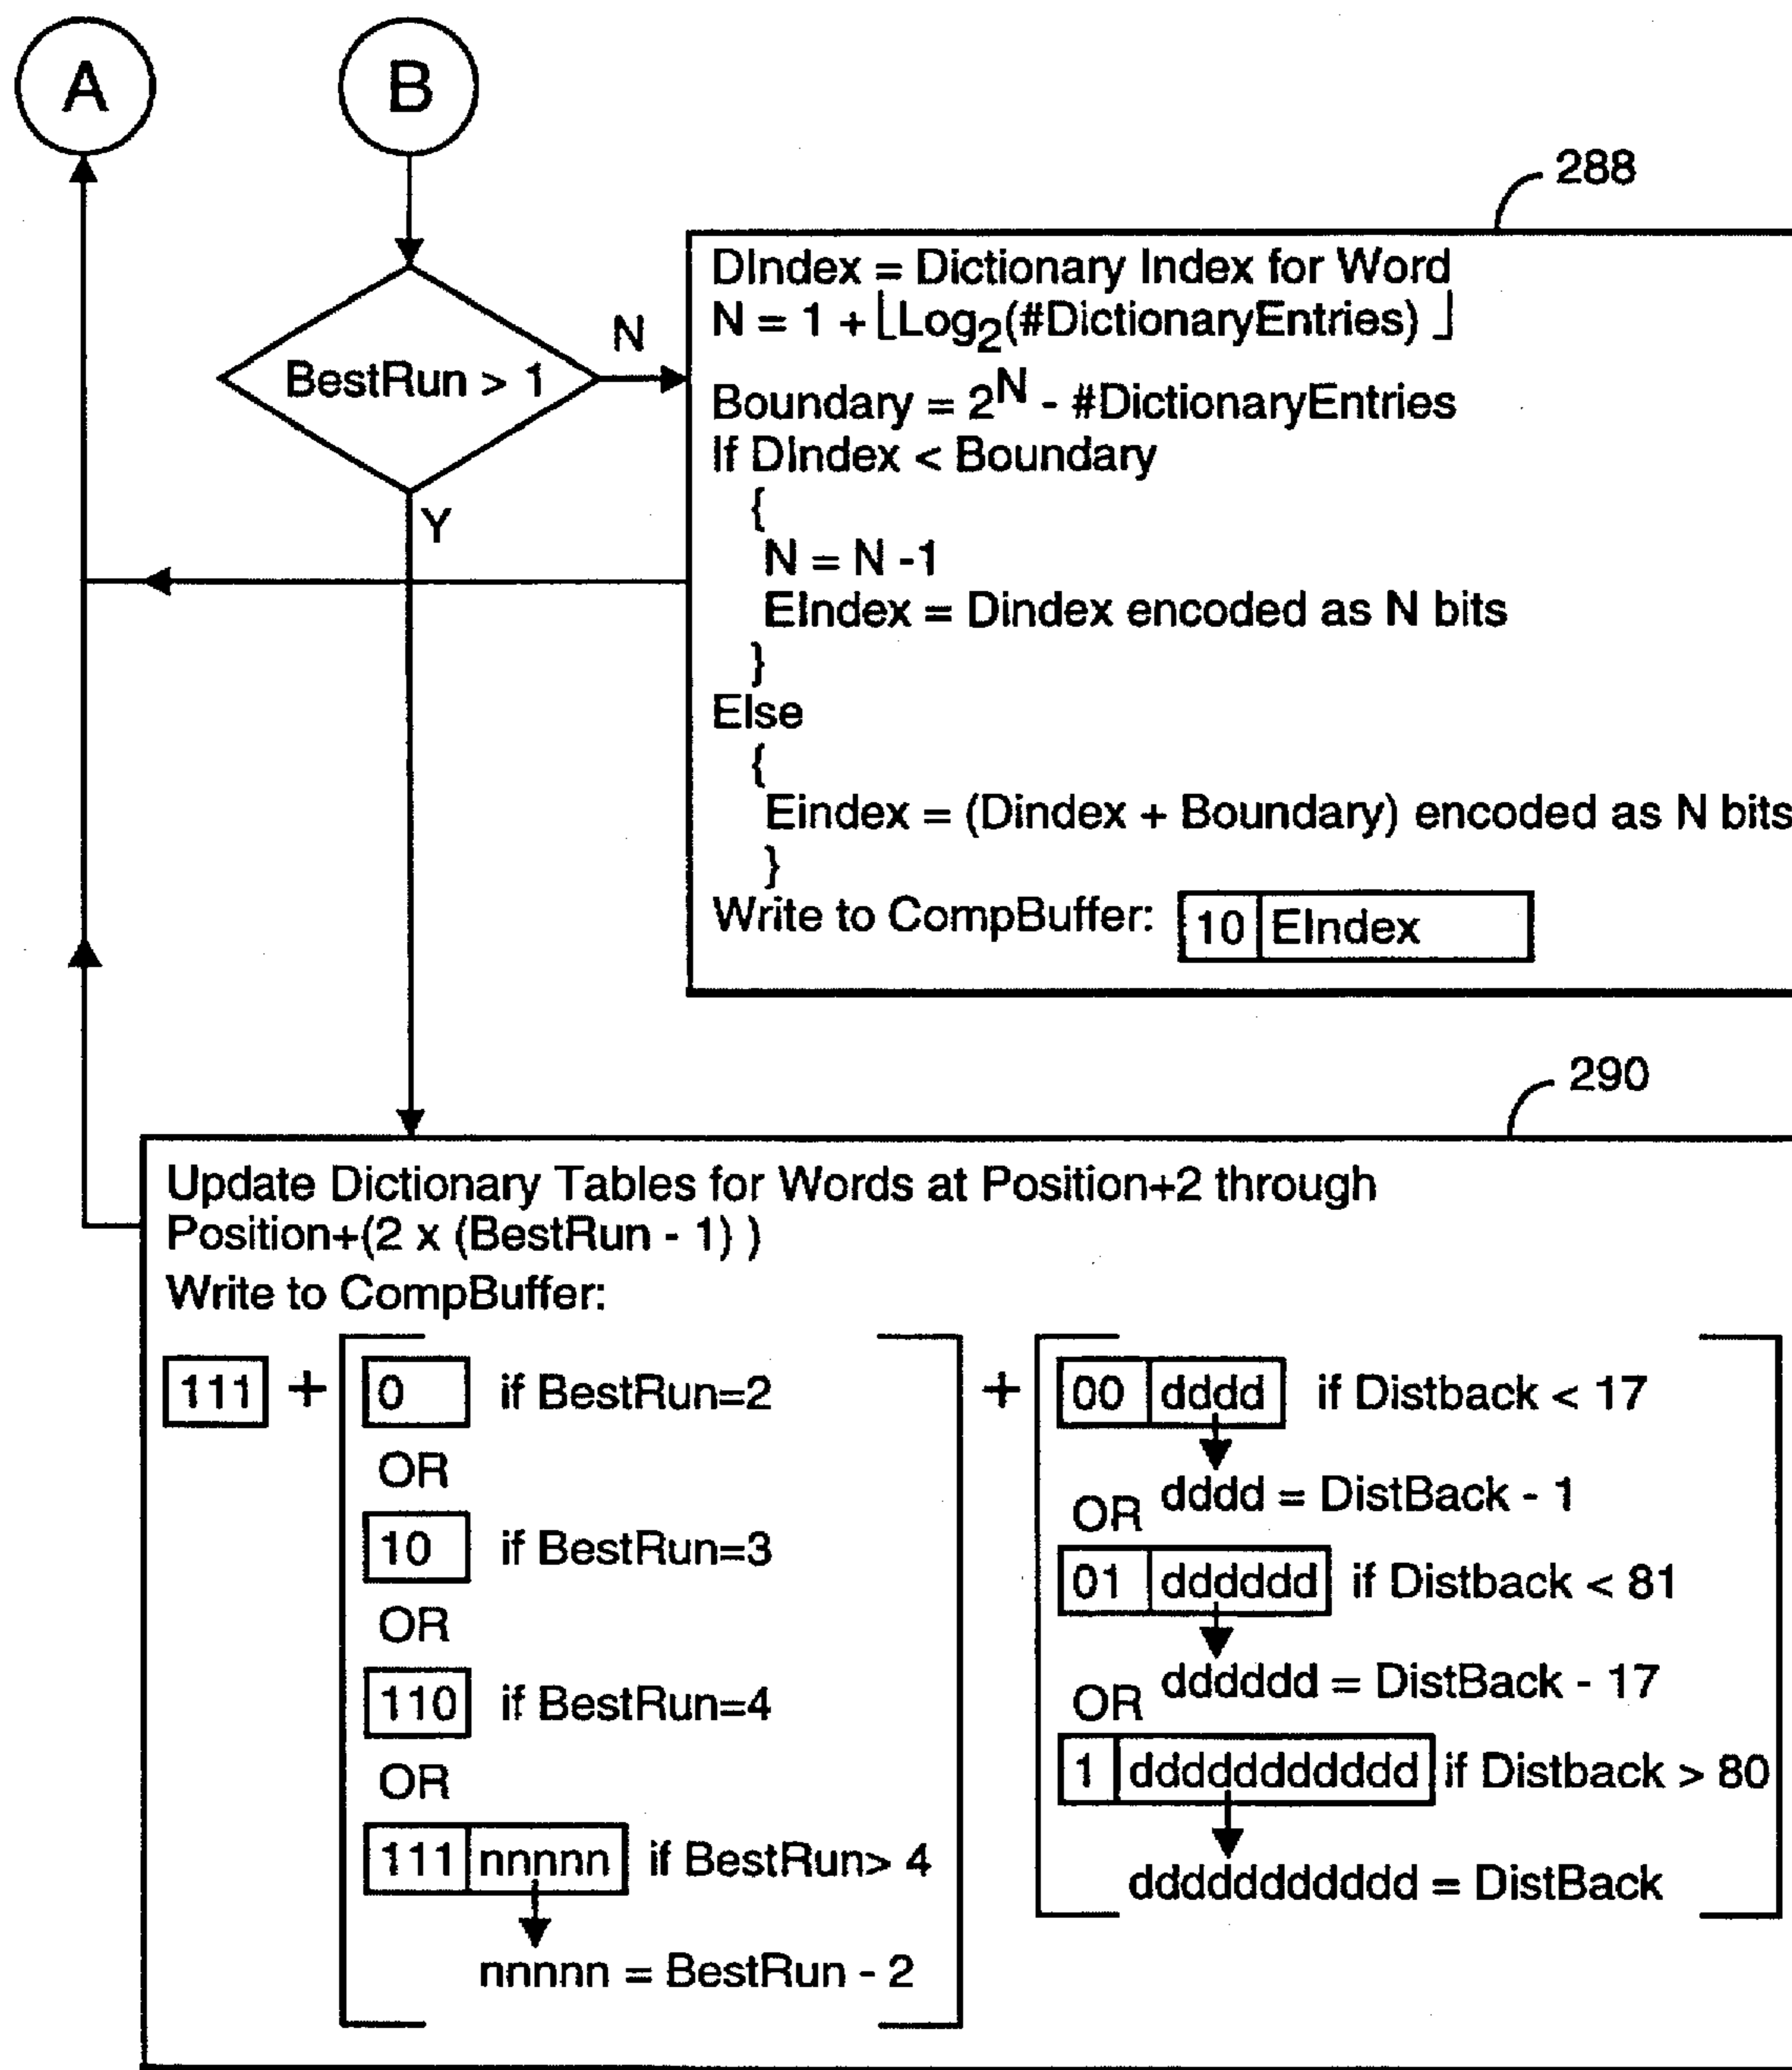 A
B
288
BestRun > 1
N
Y
DIndex = Dictionary Index for Word
N = 1 + ⌊Log₂(#DictionaryEntries) ⌋
Boundary = 2ᴺ - #DictionaryEntries
If DIndex < Boundary
{
N = N -1
EIndex = Dindex encoded as N bits
}
Else
{
Eindex = (Dindex + Boundary) encoded as N bits
}
Write to CompBuffer: 10 EIndex
290
Update Dictionary Tables for Words at Position+2 through
Position+(2 x (BestRun - 1) )
Write to CompBuffer:
111 +
0 if BestRun=2
OR
10 if BestRun=3
OR
110 if BestRun=4
OR
111 nnnnn if BestRun> 4
nnnnn = BestRun - 2
+
00 dddd if Distback < 17
dddd = DistBack - 1
OR
01 dddddd if Distback < 81
dddddd = DistBack - 17
OR
1 ddddddddddd if Distback > 80
ddddddddddd = DistBack